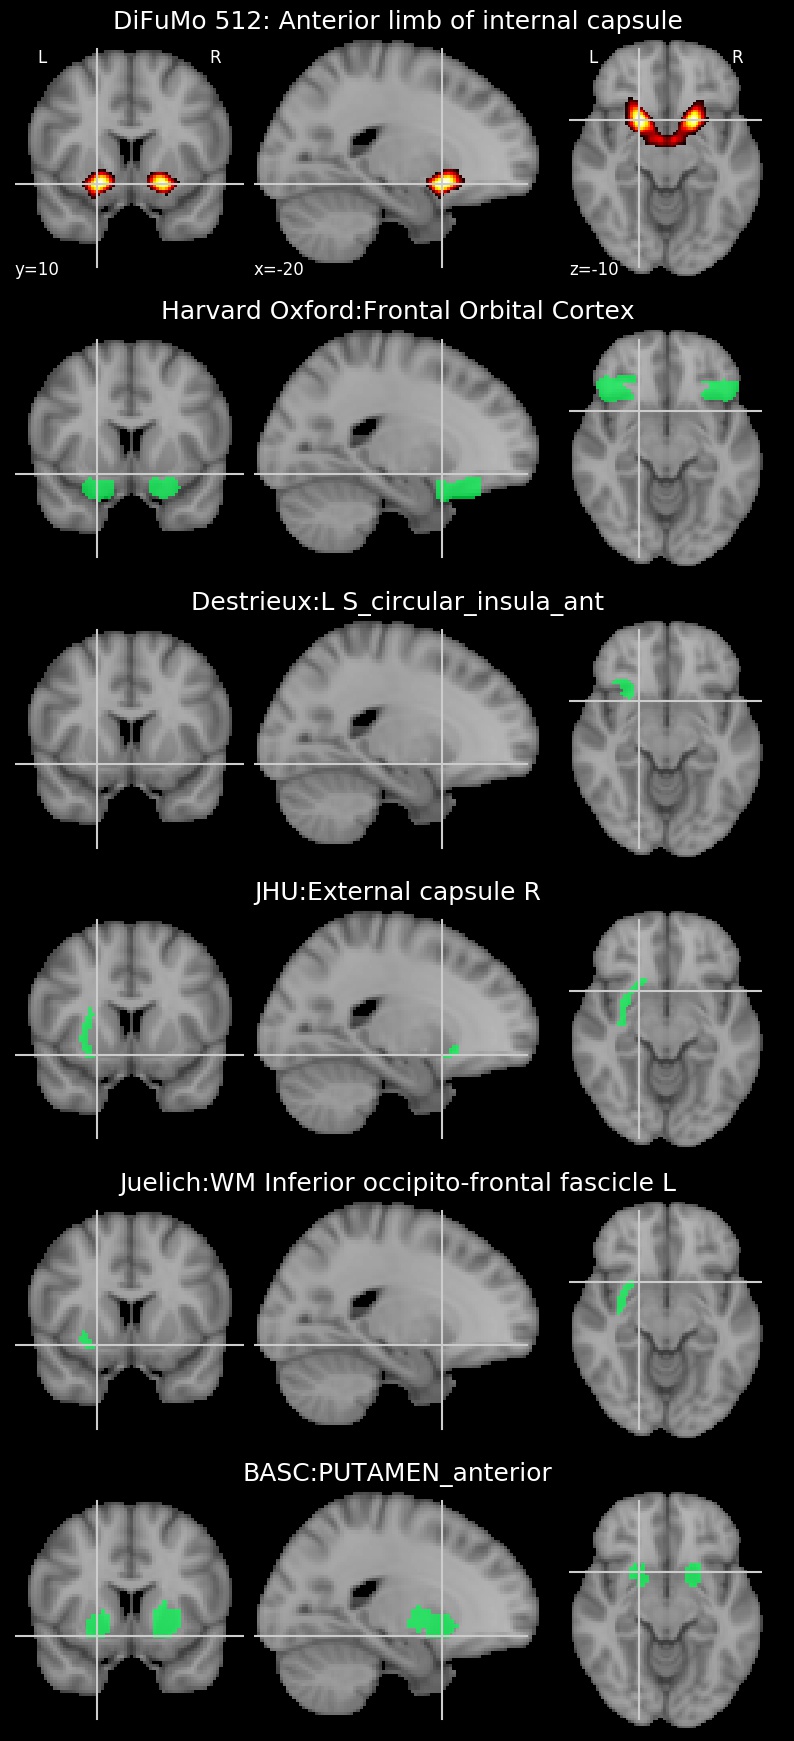 DiFuMo 512: Anterior limb of internal capsule
L R L R
y=10 x=-20 z=-10
Harvard Oxford:Frontal Orbital Cortex
Destrieux:L S_circular_insula_ant
JHU:External capsule R
Juelich:WM Inferior occipito-frontal fascicle L
BASC:PUTAMEN_anterior